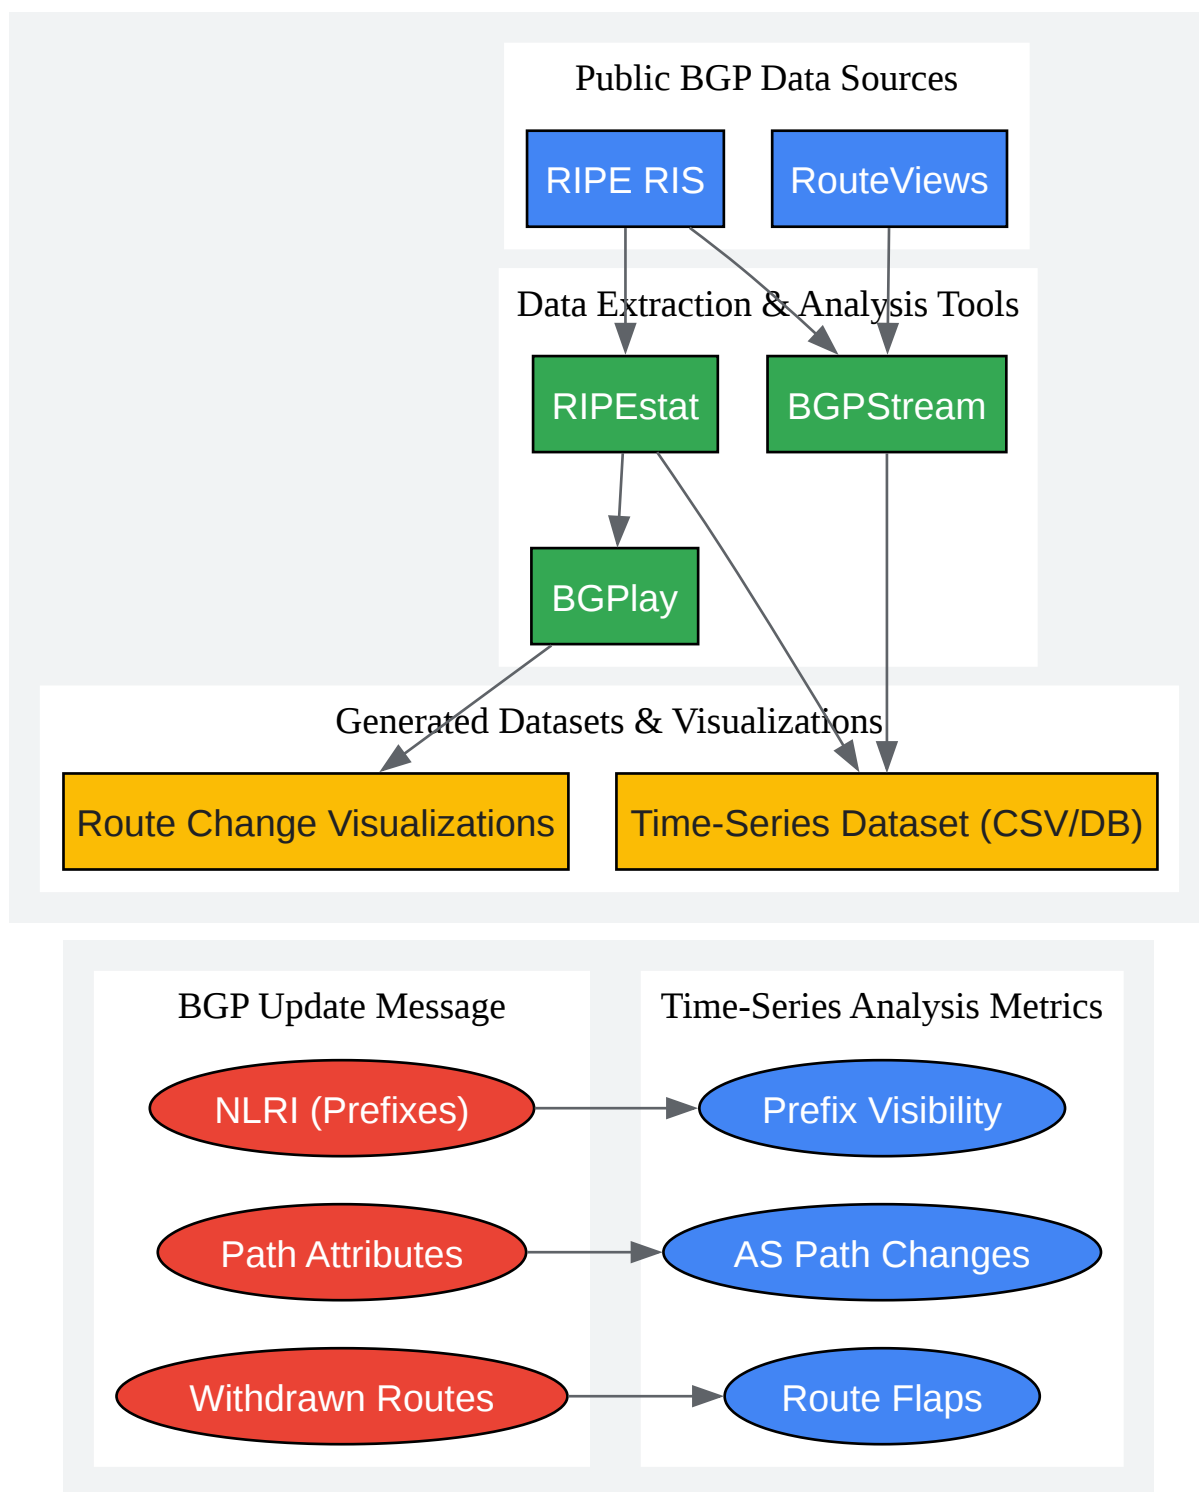 Public BGP Data Sources
RIPE RIS
RouteViews
Data Extraction & Analysis Tools
RIPEstat
BGPStream
BGPlay
Generated Datasets & Visualizations
Route Change Visualizations
Time-Series Dataset (CSV/DB)
BGP Update Message
Time-Series Analysis Metrics
NLRI (Prefixes)
Prefix Visibility
Path Attributes
AS Path Changes
Withdrawn Routes
Route Flaps